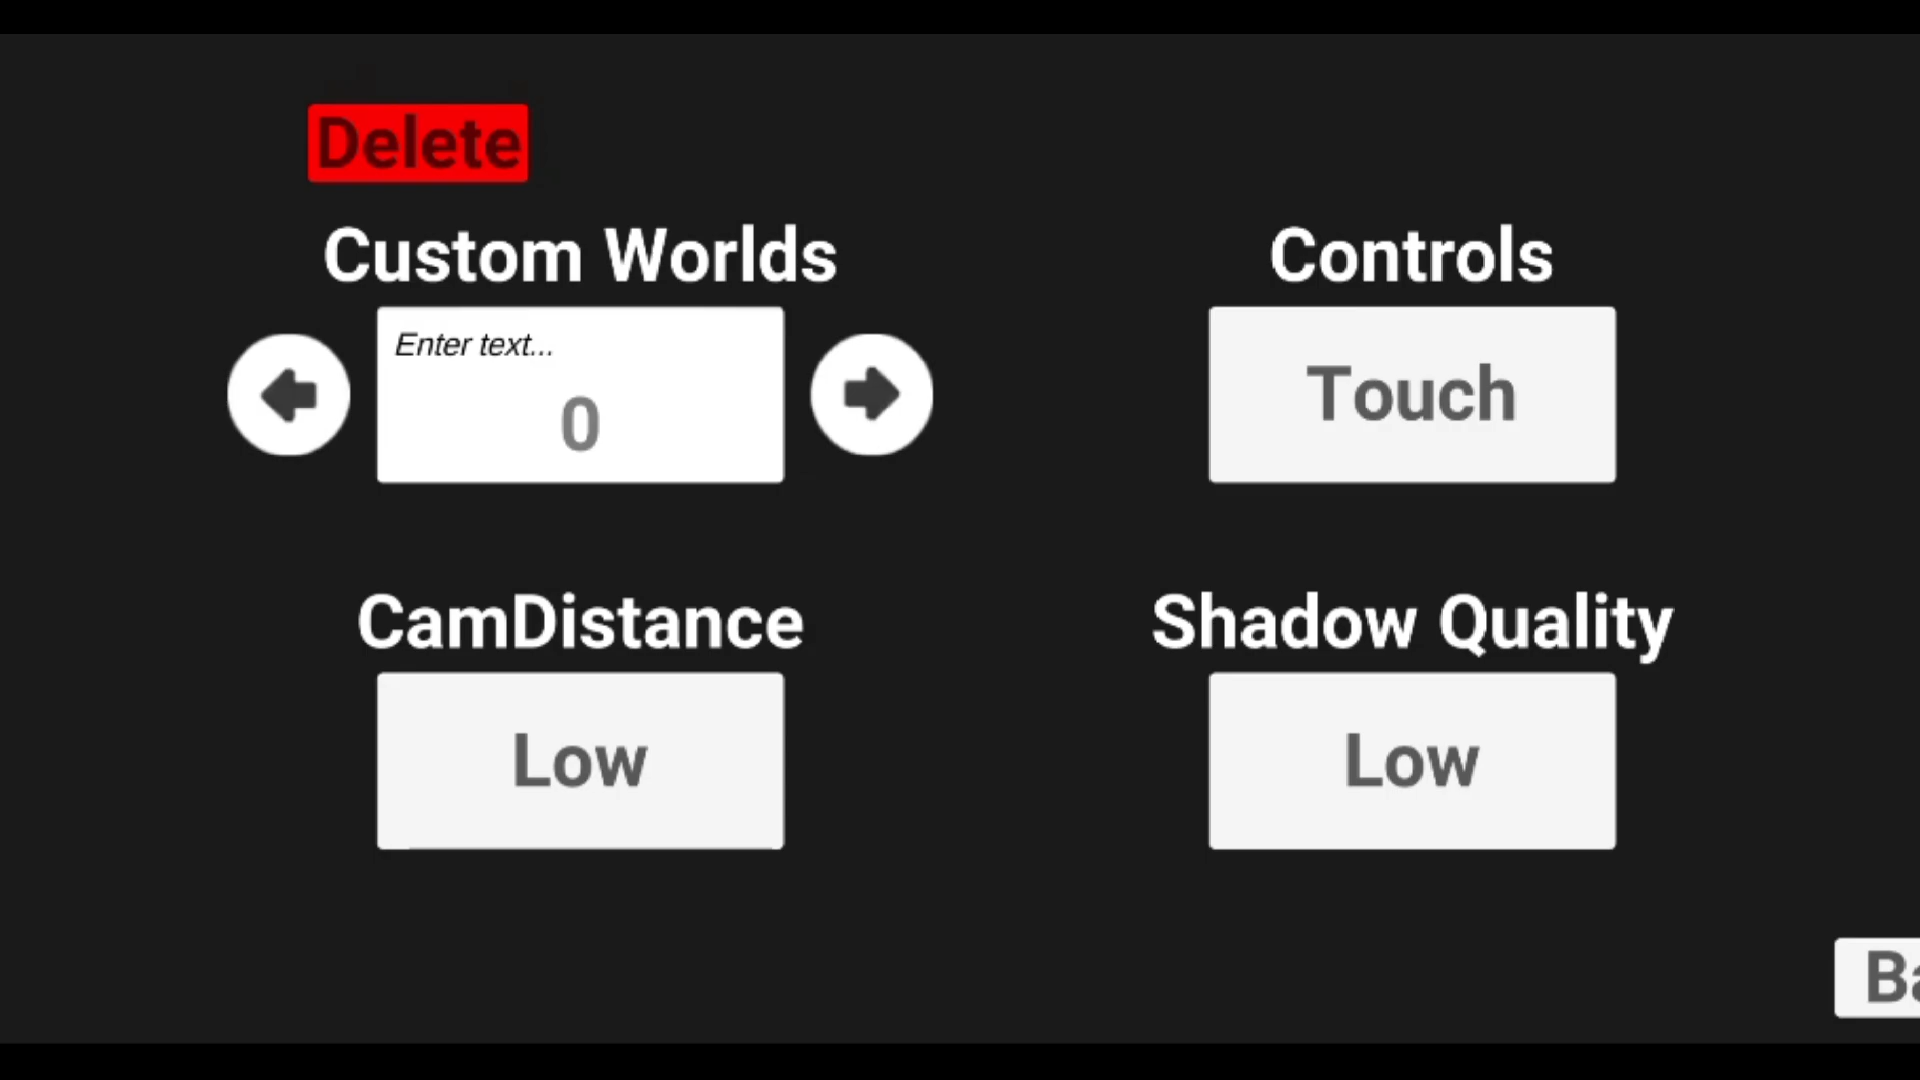 Delete
Custom Worlds
Enter text...
0
Controls
Touch
CamDistance
Low
Shadow Quality
Low